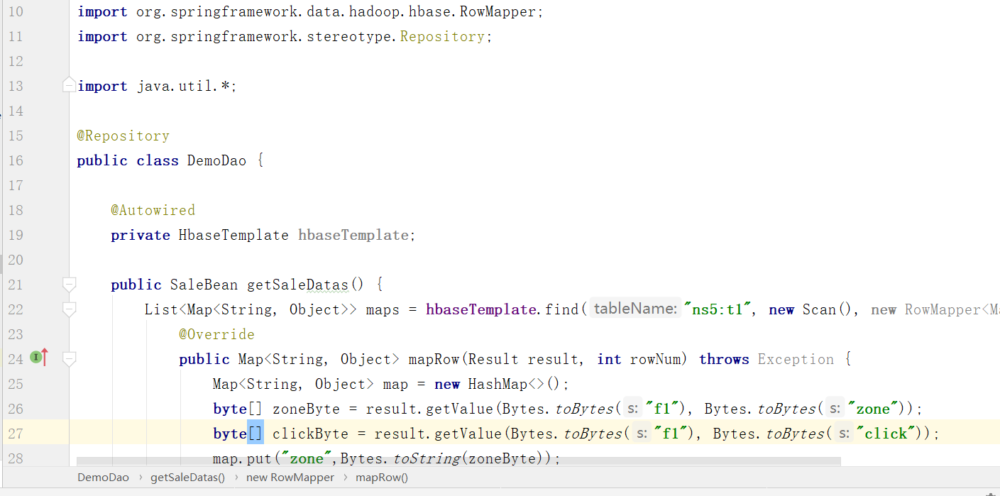 10 import org.springframework.data.hadoop.hbase.RowMapper;
11 import org.springframework.stereotype.Repository;
12
13 import java.util.*;
14
15 @Repository
16 public class DemoDao {
17
18 @Autowired
19 private HbaseTemplate hbaseTemplate;
20
21 public SaleBean getSaleDatas() {
22 List<Map<String, Object>> maps = hbaseTemplate.find( tableName: "ns5:t1", new Scan(), new RowMapper<Ma
23 @Override
24 public Map<String, Object> mapRow(Result result, int rowNum) throws Exception {
25 Map<String, Object> map = new HashMap<>();
26 byte[] zoneByte = result.getValue(Bytes.toBytes( s: "f1"), Bytes.toBytes( s: "zone"));
27 byte[] clickByte = result.getValue(Bytes.toBytes( s: "f1"), Bytes.toBytes( s: "click"));
28 map.put("zone",Bytes.toString(zoneByte));
DemoDao › getSaleDatas() › new RowMapper › mapRow()